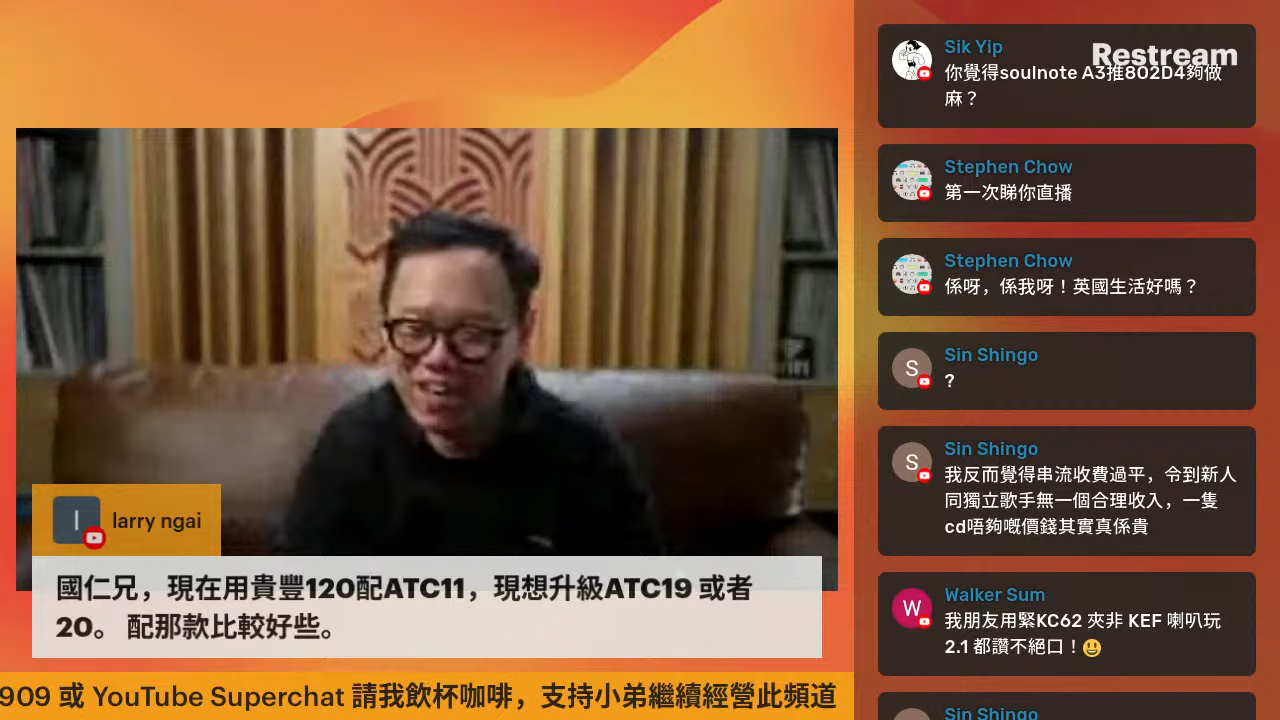 Restream
Sik Yip
你覺得soulnote A3推802D4夠做
麻？
Stephen Chow
第一次睇你直播
Stephen Chow
係呀，係我呀！英國生活好嗎？
S
Sin Shingo
?
S
Sin Shingo
我反而覺得串流收費過平，令到新人
同獨立歌手無一個合理收入，一隻
cd唔夠嘅價錢其實真係貴
W
Walker Sum
我朋友用緊KC62 夾非 KEF 喇叭玩
2.1 都讚不絕口！😃
Sin Shingo
l
larry ngai
國仁兄，現在用貴豐120配ATC11，現想升級ATC19 或者
20。 配那款比較好些。
909 或 YouTube Superchat 請我飲杯咖啡，支持小弟繼續經營此頻道